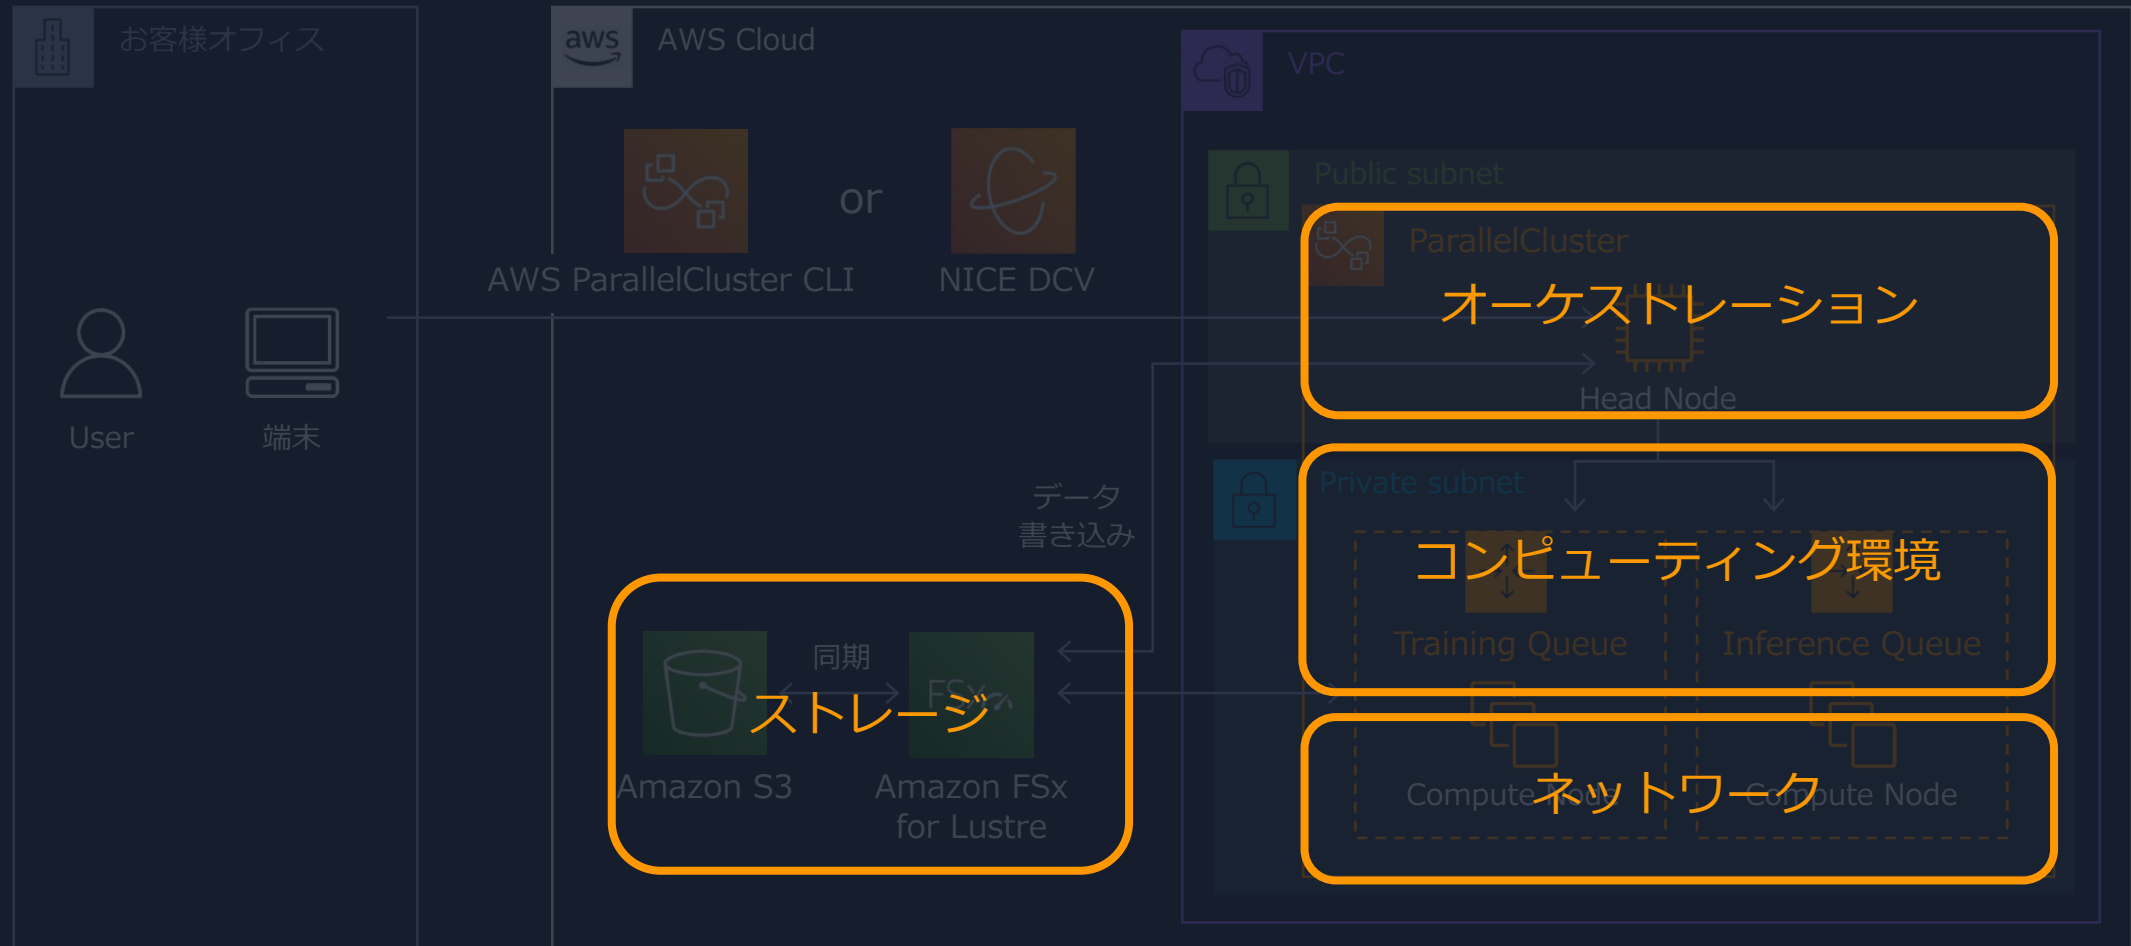 お客様オフィス
aws
AWS Cloud
VPC
or
AWS ParallelCluster CLI
NICE DCV
Public subnet
ParallelCluster
オーケストレーション
Head Node
User
端末
データ
書き込み
Private subnet
コンピューティング環境
Training Queue
Inference Queue
同期
FSx
ストレージ
Amazon S3
Amazon FSx
for Lustre
ネットワーク
Compute Node
Compute Node